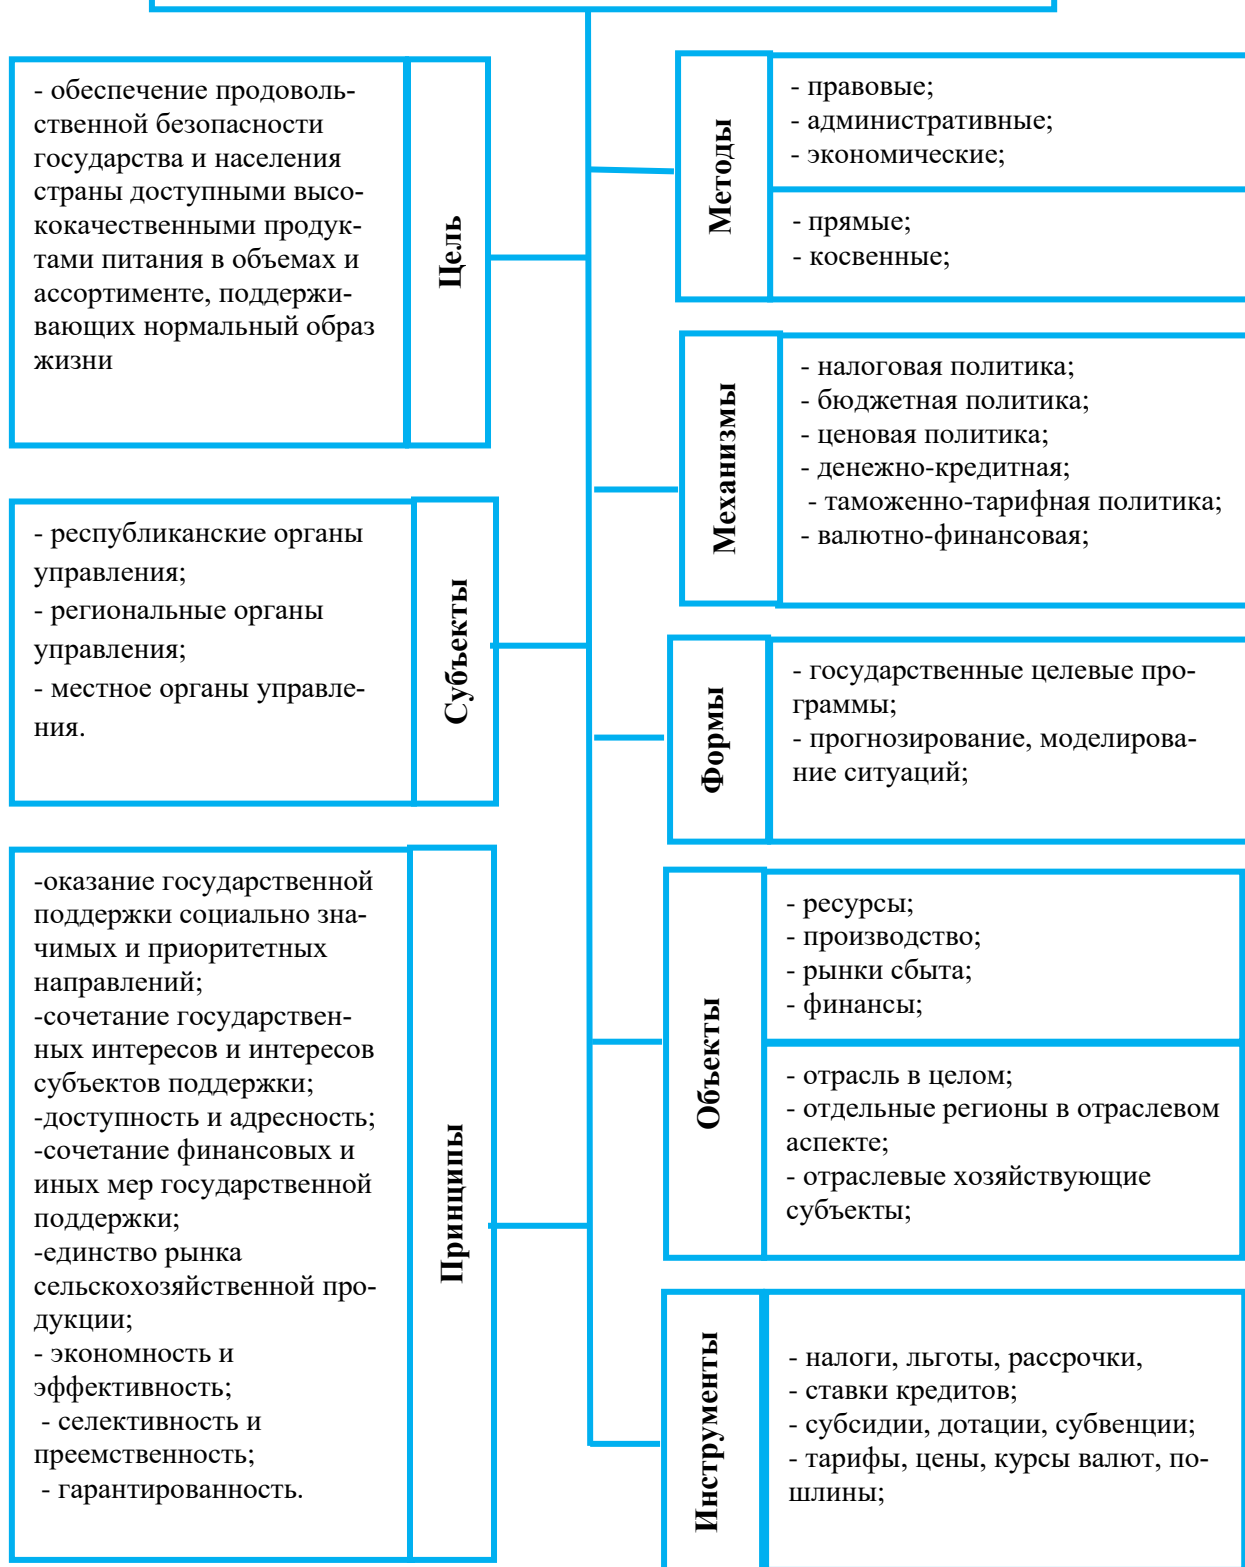 - обеспечение продоволь-
ственной безопасности
государства и населения
страны доступными высо-
кокачественными продук-
тами питания в объемах и
ассортименте, поддержи-
вающих нормальный образ
жизни
Цель
- республиканские органы
управления;
- региональные органы
управления;
- местное органы управле-
ния.
Субъекты
-оказание государственной
поддержки социально зна-
чимых и приоритетных
направлений;
-сочетание государствен-
ных интересов и интересов
субъектов поддержки;
-доступность и адресность;
-сочетание финансовых и
иных мер государственной
поддержки;
-единство рынка
сельскохозяйственной про-
дукции;
- экономность и
эффективность;
- селективность и
преемственность;
- гарантированность.
Принципы
Методы
- правовые;
- административные;
- экономические;
- прямые;
- косвенные;
Механизмы
- налоговая политика;
- бюджетная политика;
- ценовая политика;
- денежно-кредитная;
- таможенно-тарифная политика;
- валютно-финансовая;
Формы
- государственные целевые про-
граммы;
- прогнозирование, моделирова-
ние ситуаций;
Объекты
- ресурсы;
- производство;
- рынки сбыта;
- финансы;
- отрасль в целом;
- отдельные регионы в отраслевом
аспекте;
- отраслевые хозяйствующие
субъекты;
Инструменты
- налоги, льготы, рассрочки,
- ставки кредитов;
- субсидии, дотации, субвенции;
- тарифы, цены, курсы валют, по-
шлины;